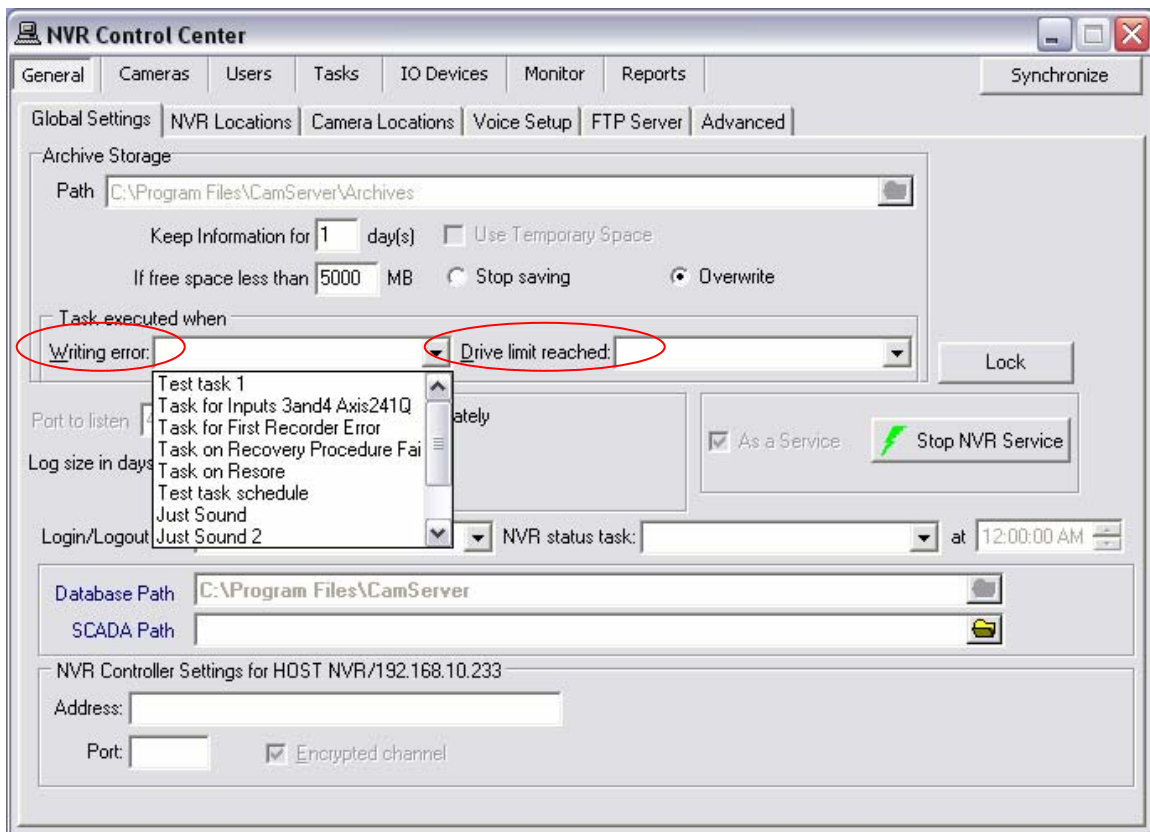 NVR Control Center
General Cameras Users Tasks IO Devices Monitor Reports Synchronize
Global Settings NVR Locations Camera Locations Voice Setup FTP Server Advanced
Archive Storage
Path C:\Program Files\CamServer\Archives
Keep Information for 1 day(s) Use Temporary Space
If free space less than 5000 MB Stop saving Overwrite
Task executed when
Writing error: Drive limit reached: Lock
Test task 1
Task for Inputs 3and4 Axis241Q
Port to listen ately
Task for First Recorder Error
As a Service Stop NVR Service
Task on Recovery Procedure Fai
Log size in days
Task on Resore
Test task schedule
Just Sound
Just Sound 2
Login/Logout NVR status task: at 12:00:00 AM
Database Path C:\Program Files\CamServer
SCADA Path
NVR Controller Settings for HOST NVR/192.168.10.233
Address:
Port: Encrypted channel